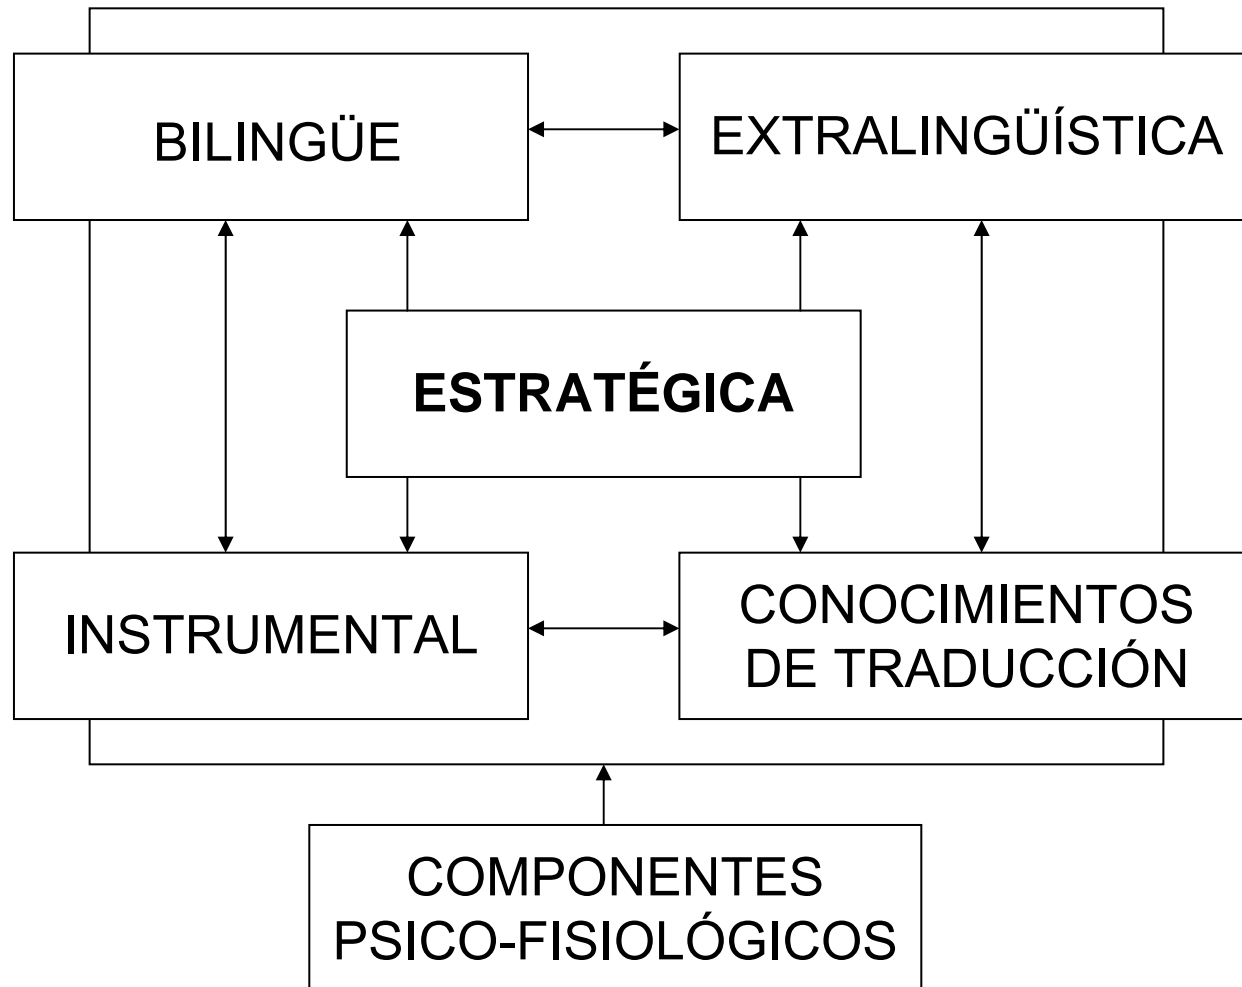 BILINGÜE
EXTRALINGÜÍSTICA
ESTRATÉGICA
INSTRUMENTAL
CONOCIMIENTOS
DE TRADUCCIÓN
COMPONENTES
PSICO-FISIOLÓGICOS